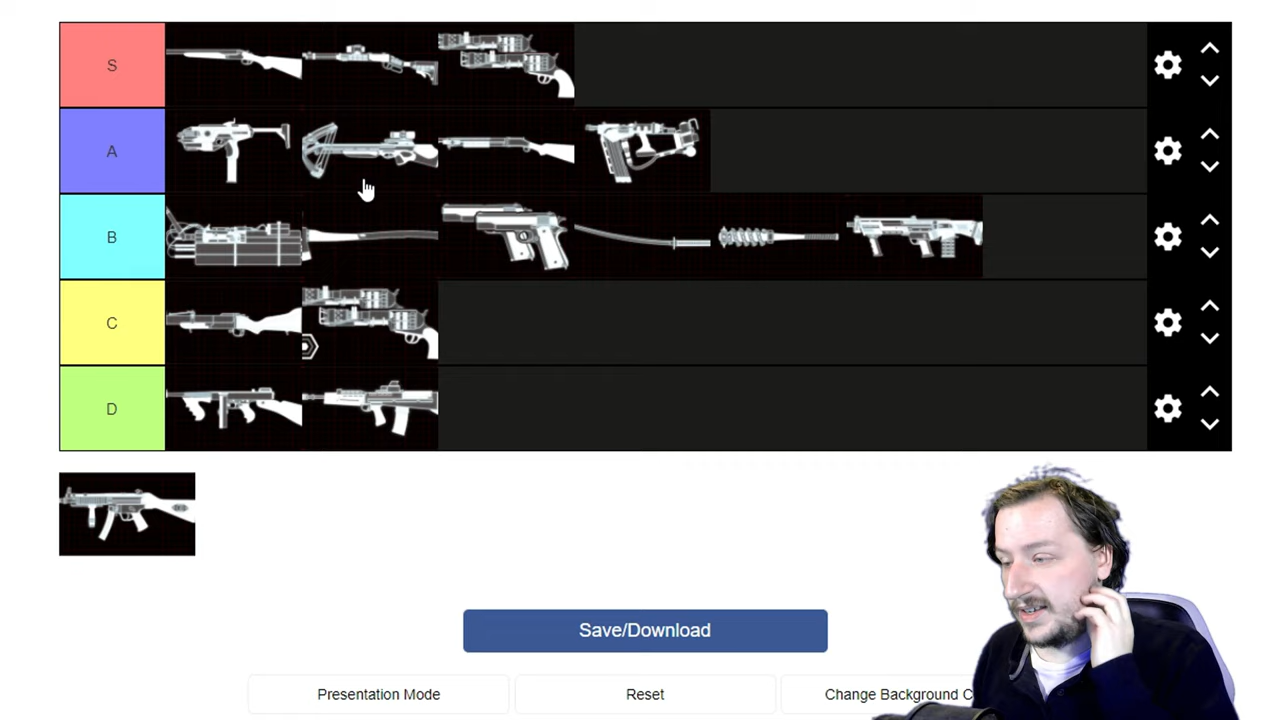 S
A
B
C
D
Save/Download
Presentation Mode
Reset
Change Background C